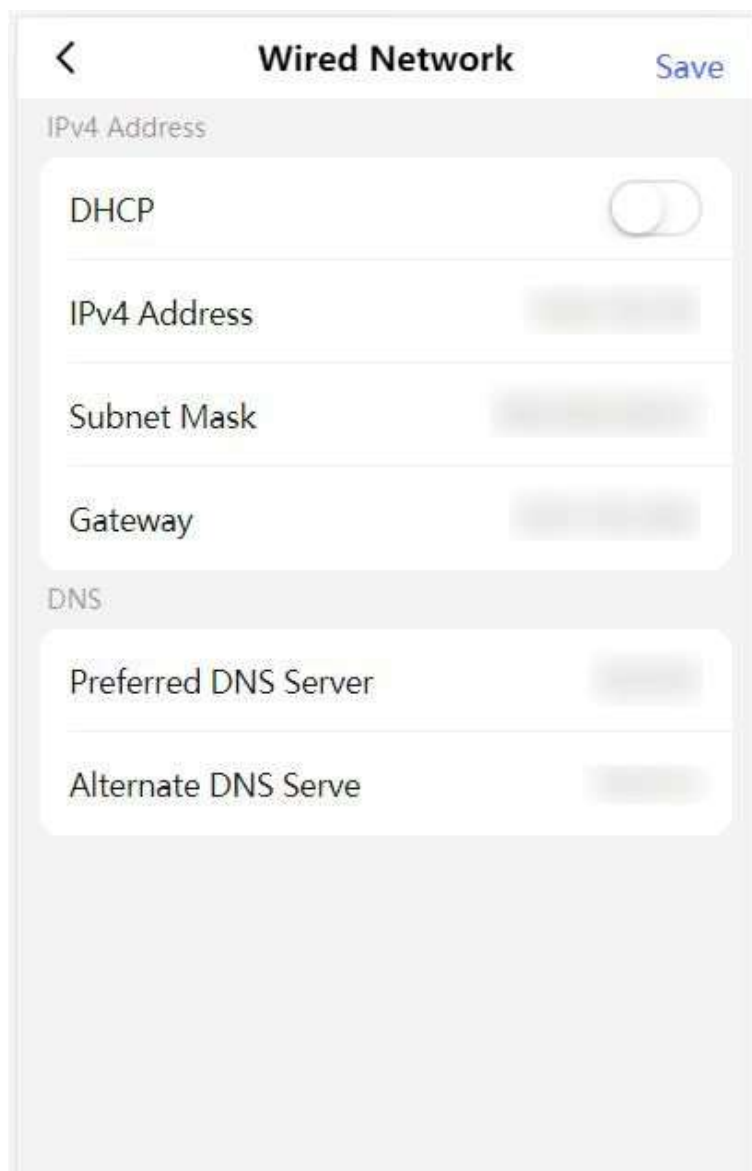 Wired Network
Save
IPv4 Address
DHCP
IPv4 Address
Subnet Mask
Gateway
DNS
Preferred DNS Server
Alternate DNS Serve